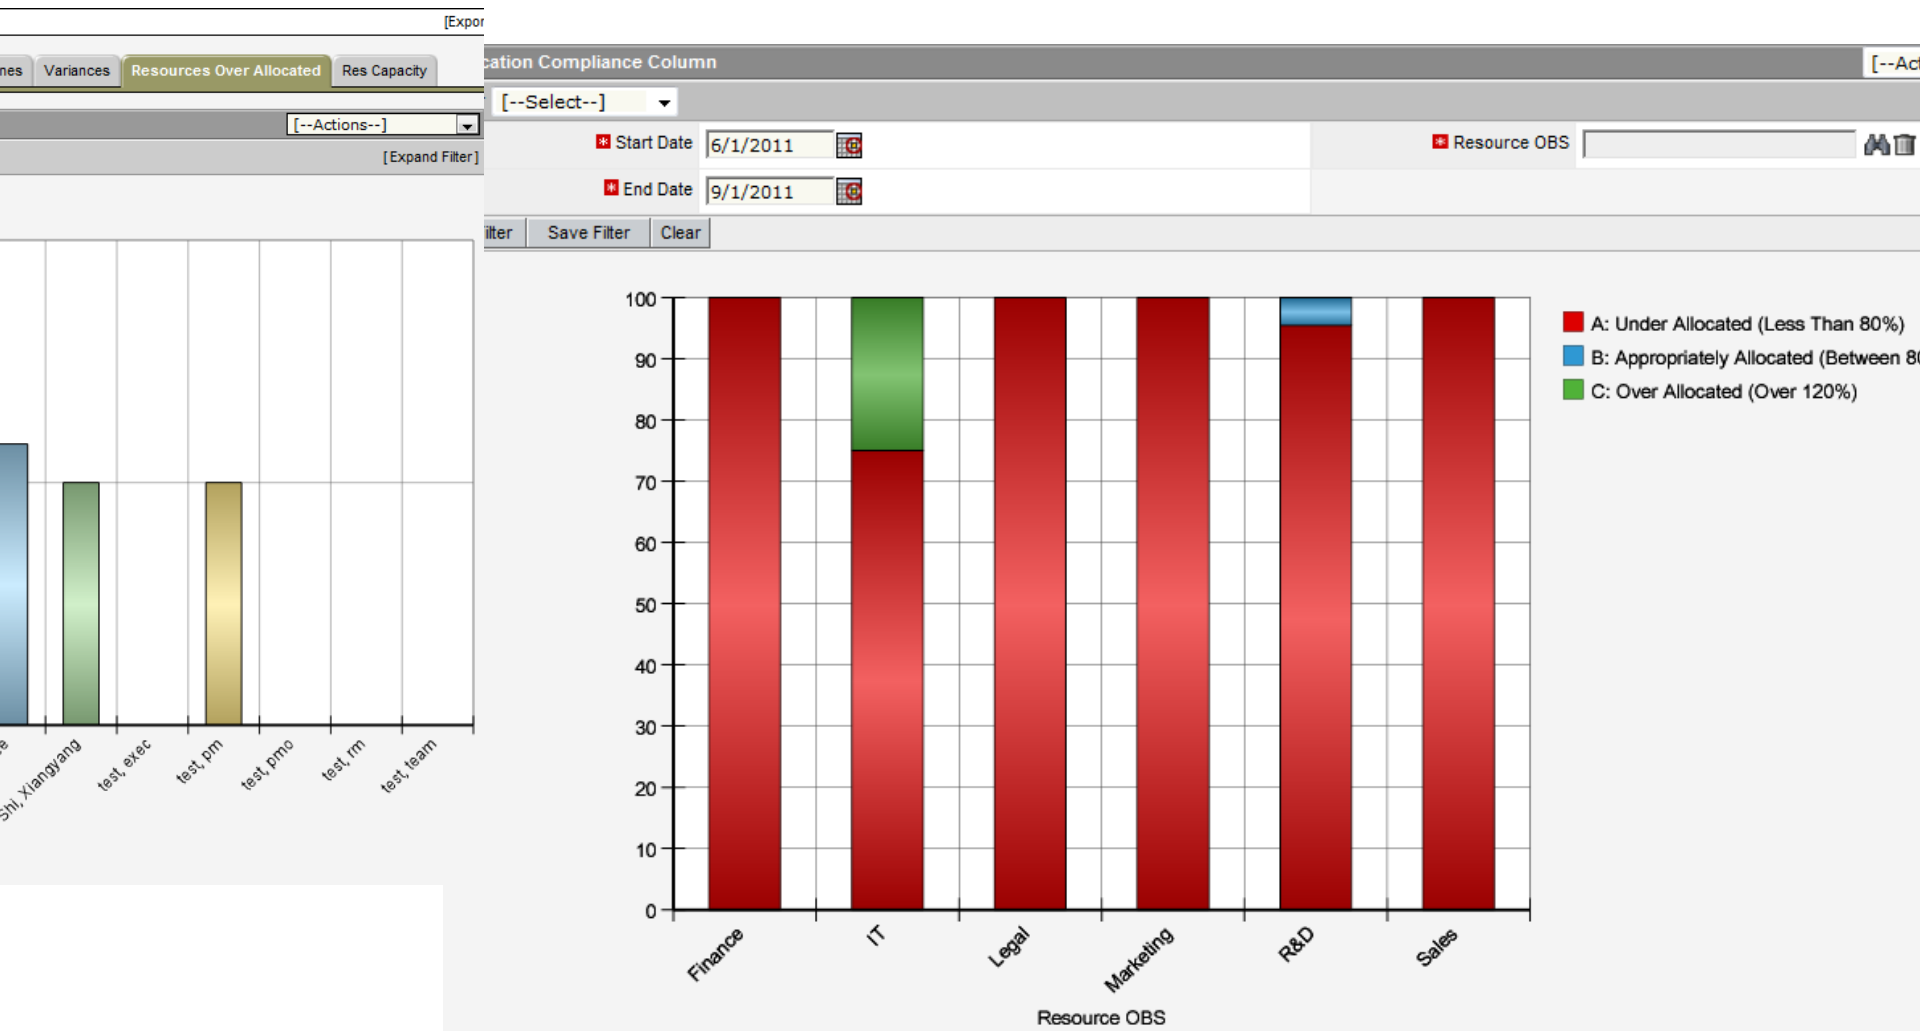 [Expor
nes
Variances
Resources Over Allocated
Res Capacity
[--Actions--]
[Expand Filter]
Shi, Xiangyang
test, exec
test, pm
test, pmo
test, rm
test, team
cation Compliance Column
[--Act
[--Select--]
Start Date
6/1/2011
Resource OBS
End Date
9/1/2011
ilter
Save Filter
Clear
100
90
80
70
60
50
40
30
20
10
0
Finance
IT
Legal
Marketing
R&D
Sales
Resource OBS
A: Under Allocated (Less Than 80%)
B: Appropriately Allocated (Between 80
C: Over Allocated (Over 120%)